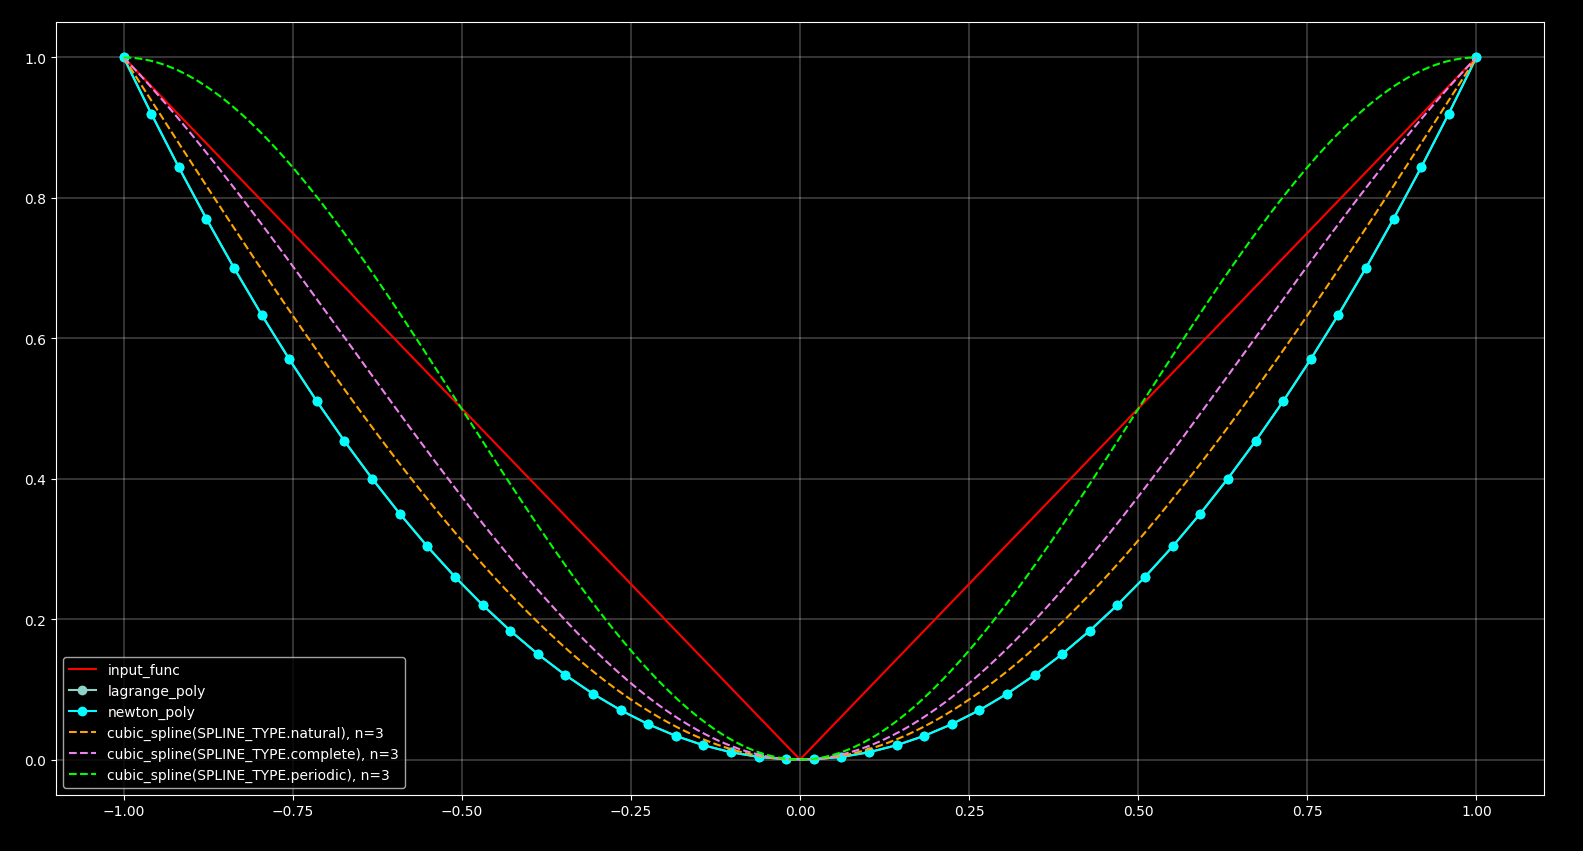 1.0
0.8
0.6
0.4
0.2
0.0
input_func
lagrange_poly
newton_poly
cubic_spline(SPLINE_TYPE.natural), n=3
cubic_spline(SPLINE_TYPE.complete), n=3
cubic_spline(SPLINE_TYPE.periodic), n=3
−1.00 −0.75 −0.50 −0.25 0.00 0.25 0.50 0.75 1.00